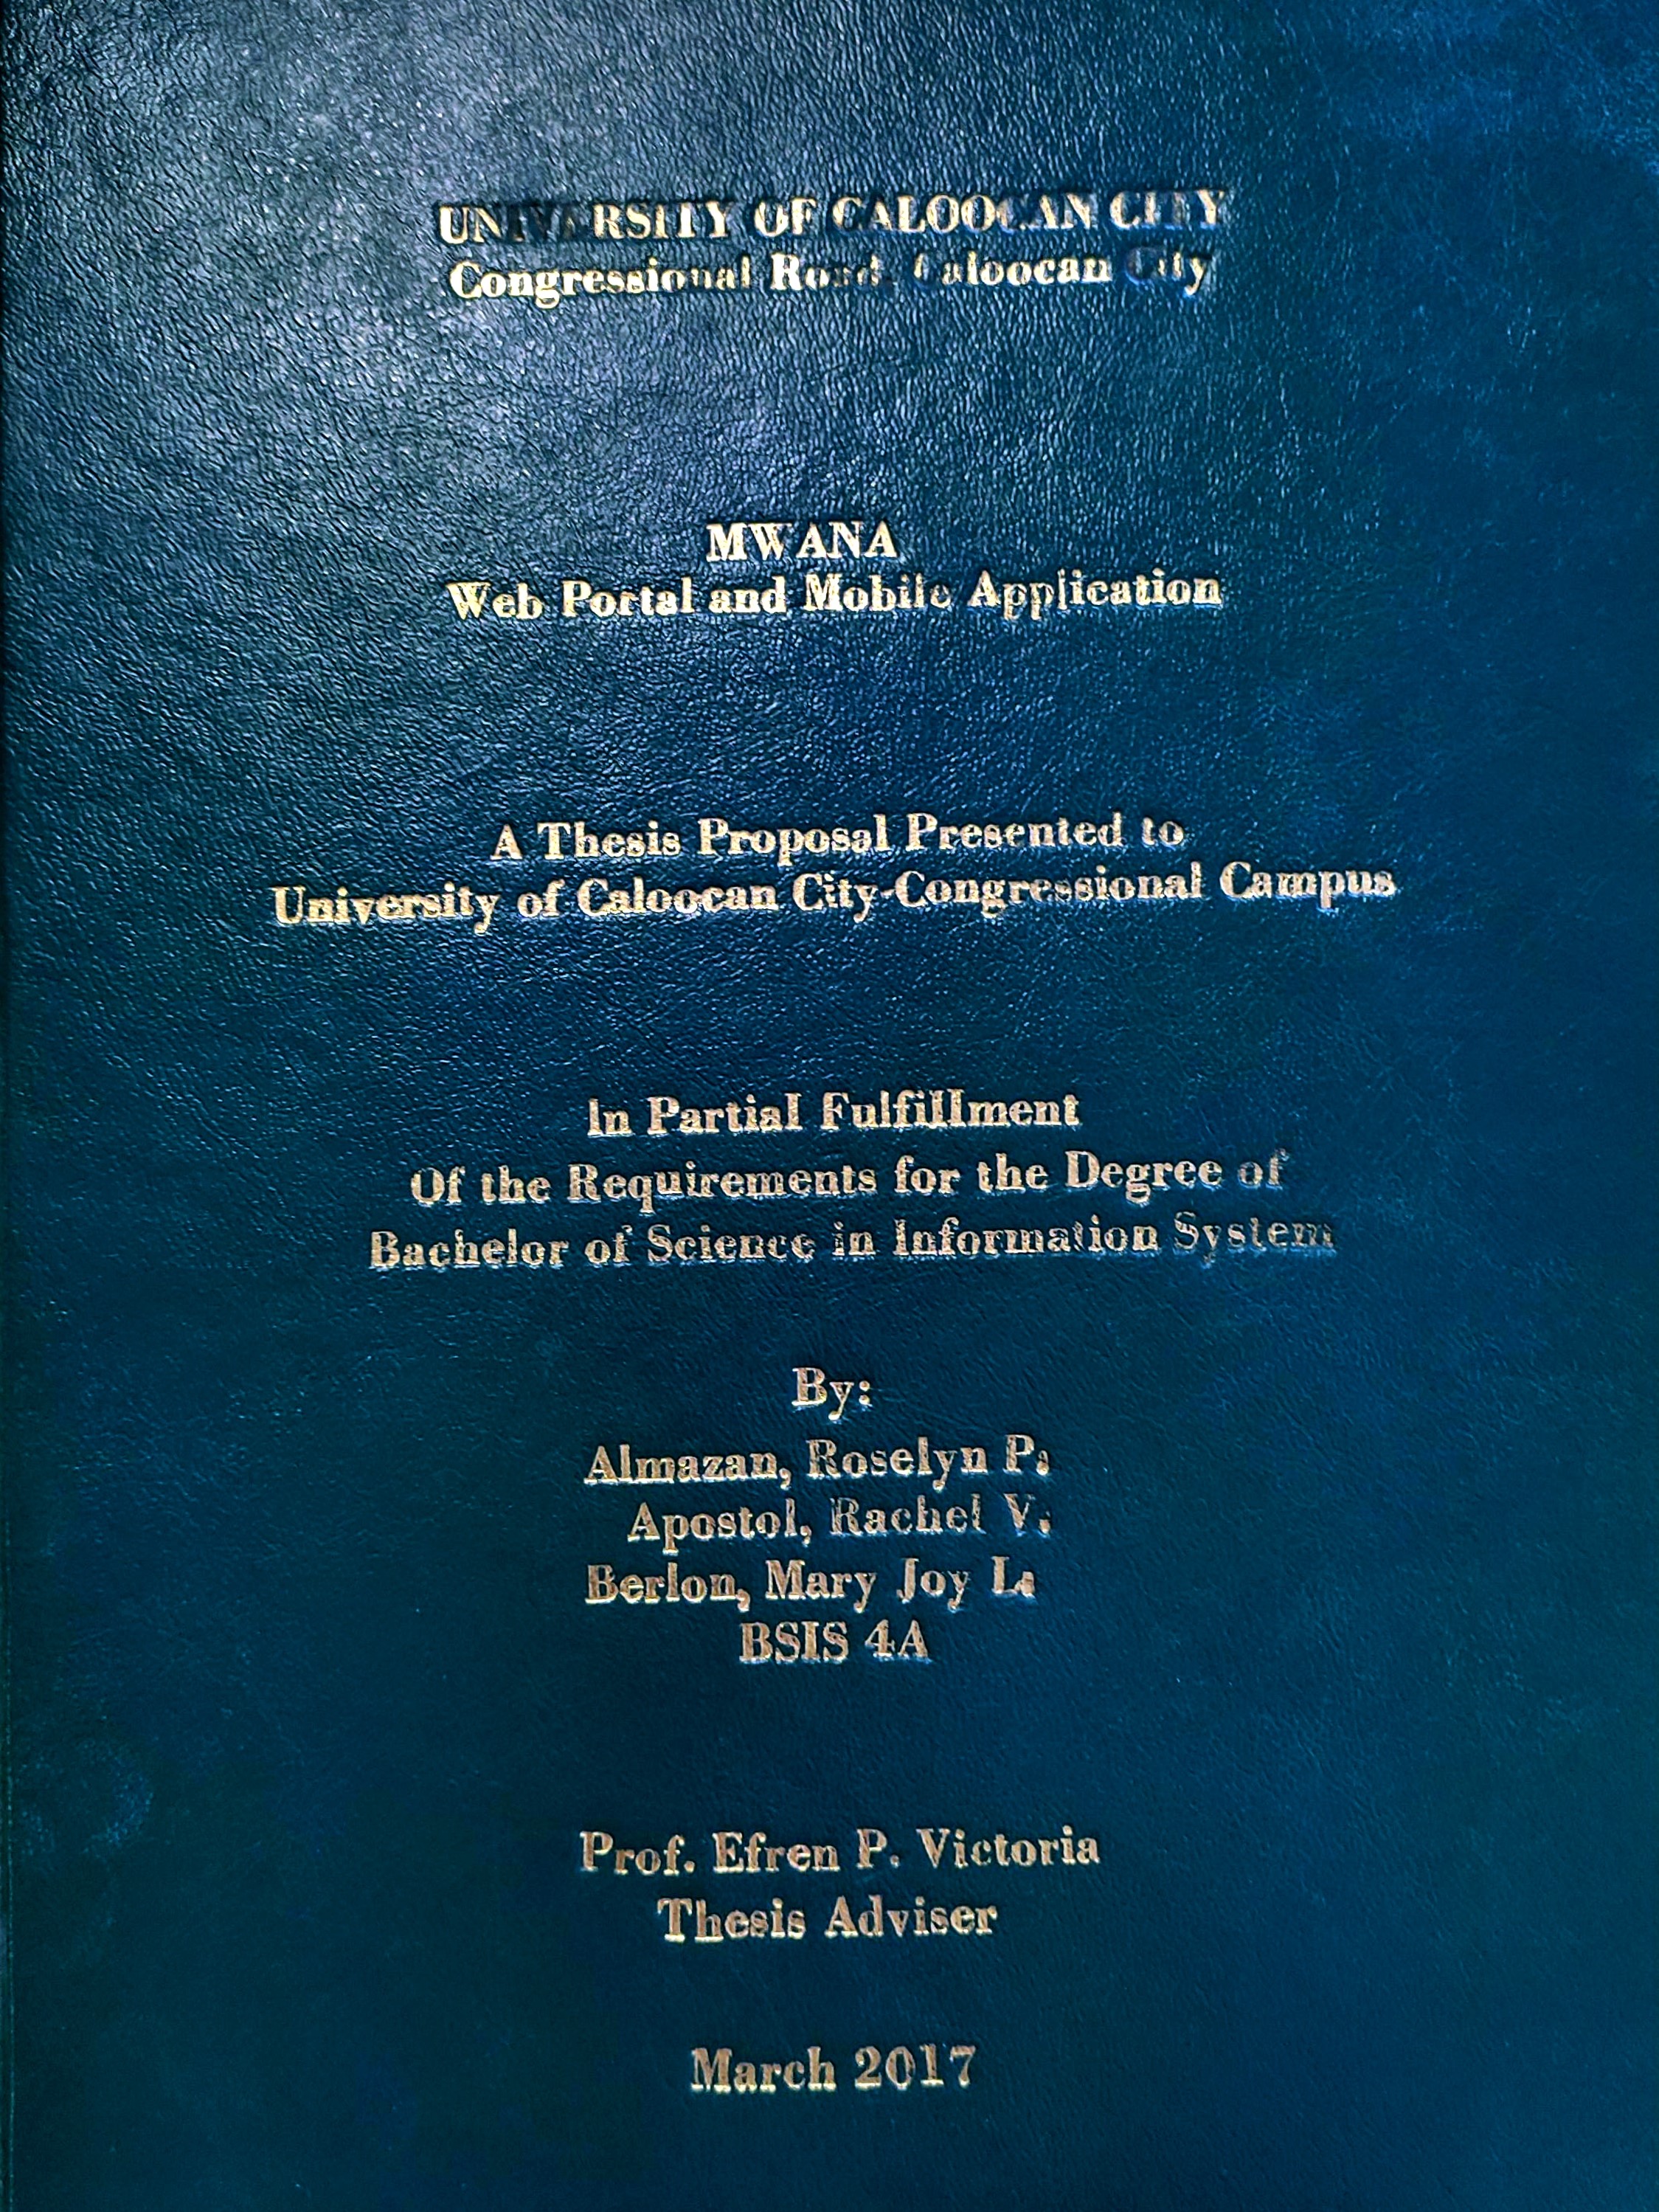 UNIVERSITY OF CALOOCAN CITY
Congressional Road, Caloocan City
MWANA
Web Portal and Mobile Application
A Thesis Proposal Presented to
University of Caloocan City-Congressional Campus
In Partial Fulfillment
Of the Requirements for the Degree of
Bachelor of Science in Information System
By:
Almazan, Roselyn P.
Apostol, Rachel V.
Berlon, Mary Joy L.
BSIS 4A
Prof. Efren P. Victoria
Thesis Adviser
March 2017